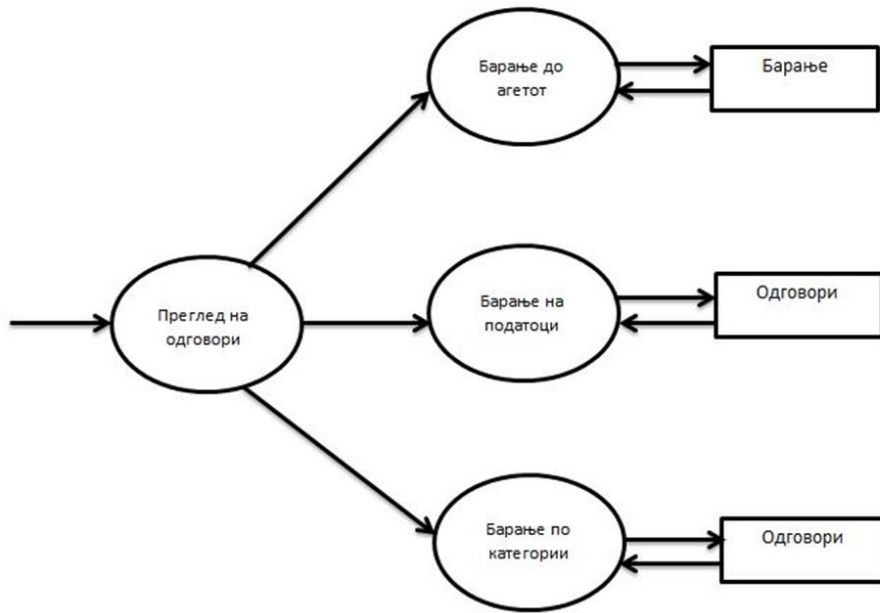 Барање до
агетот
Барање
Преглед на
одговори
Барање на
податоци
Одговори
Барање по
категории
Одговори